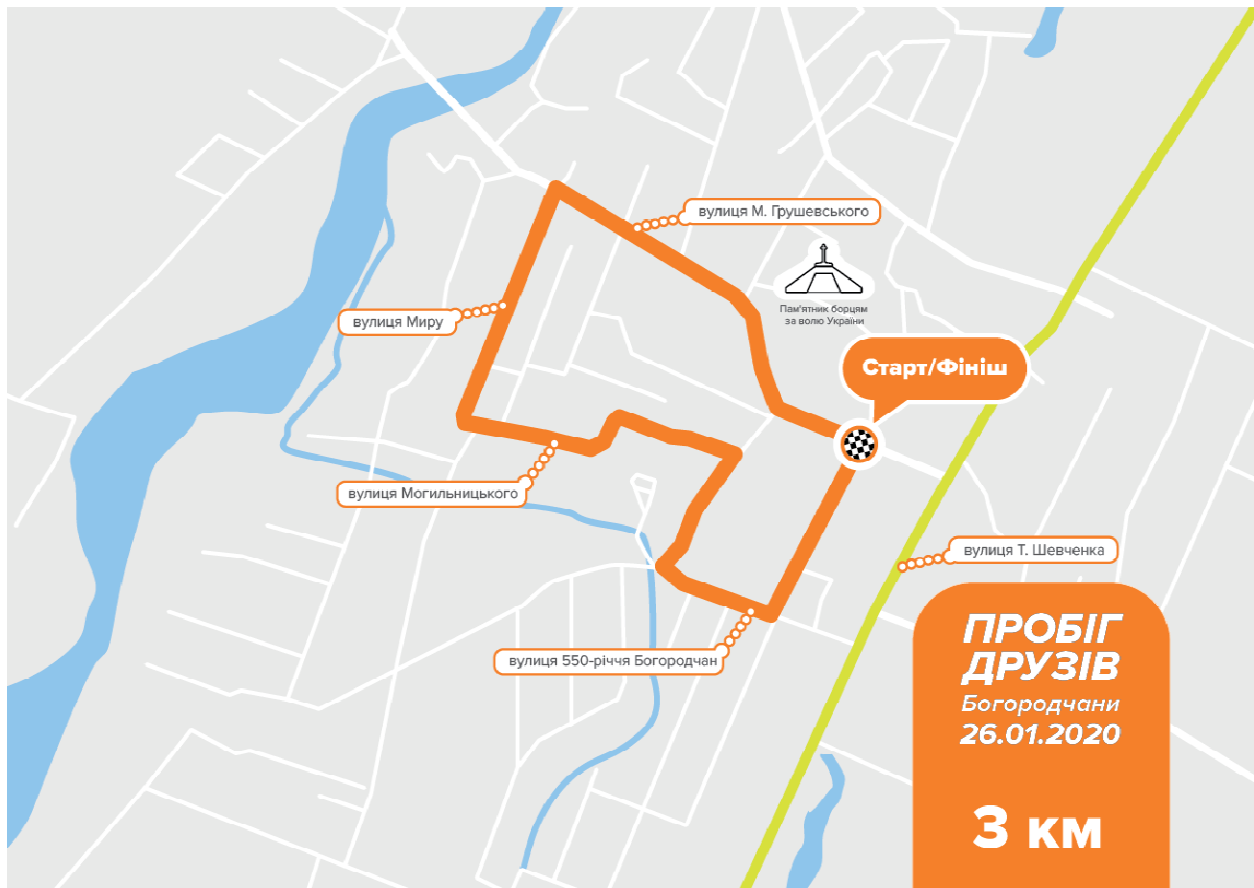 вулиця М. Грушевського
Пам'ятник борцям
за волю України
вулиця Миру
Старт/Фініш
вулиця Могильницького
вулиця Т. Шевченка
вулиця 550-річчя Богородчан
ПРОБІГ
ДРУЗІВ
Богородчани
26.01.2020
3 км